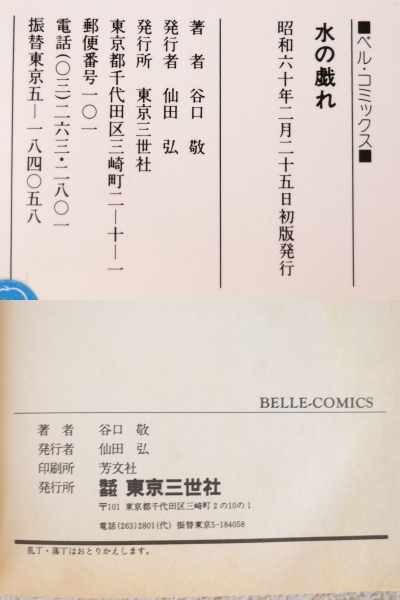 ■ベル・コミックス■
水の戯れ
昭和六十年二月二十五日初版発行
著者 谷口 敬
発行者 仙田 弘
発行所 東京三世社
東京都千代田区三崎町二―十―一
郵便番号一〇一
電話(〇三)二六三・二八〇一
振替東京五―一八四〇五八
BELLE-COMICS
著者 谷口 敬
発行者 仙田 弘
印刷所 芳文社
発行所 株式会社 東京三世社
〒101 東京都千代田区三崎町2の10の1
電話(263)2801(代) 振替東京5-184058
乱丁・落丁はおとりかえします。